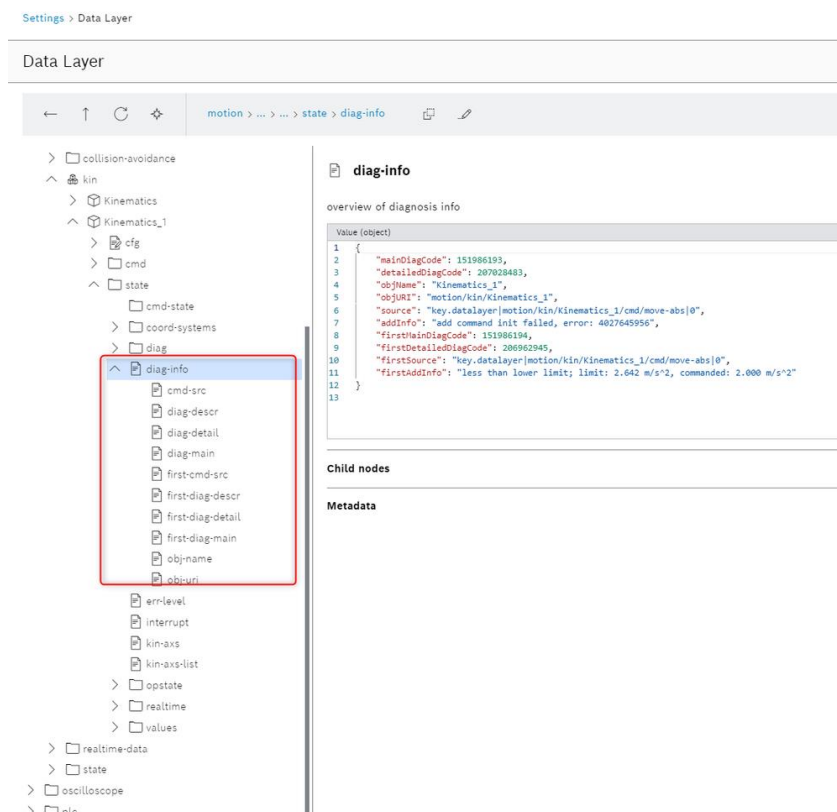 Settings > Data Layer
Data Layer
motion > ... > ... > state > diag-info
collision-avoidance
kin
Kinematics
Kinematics_1
cfg
cmd
state
cmd-state
coord-systems
diag
diag-info
cmd-src
diag-descr
diag-detail
diag-main
first-cmd-src
first-diag-descr
first-diag-detail
first-diag-main
obj-name
obj-uri
err-level
interrupt
kin-axs
kin-axs-list
opstate
realtime
values
realtime-data
state
oscilloscope
plc
diag-info
overview of diagnosis info
Value (object)
1 {
2 "mainDiagCode": 151986193,
3 "detailedDiagCode": 207028483,
4 "objName": "Kinematics_1",
5 "objURI": "motion/kin/Kinematics_1",
6 "source": "key.datalayer|motion/kin/Kinematics_1/cmd/move-abs|0",
7 "addInfo": "add command init failed, error: 4027645956",
8 "firstMainDiagCode": 151986194,
9 "firstDetailedDiagCode": 206962945,
10 "firstSource": "key.datalayer|motion/kin/Kinematics_1/cmd/move-abs|0",
11 "firstAddInfo": "less than lower limit; limit: 2.642 m/s^2, commanded: 2.000 m/s^2"
12 }
13
Child nodes
Metadata